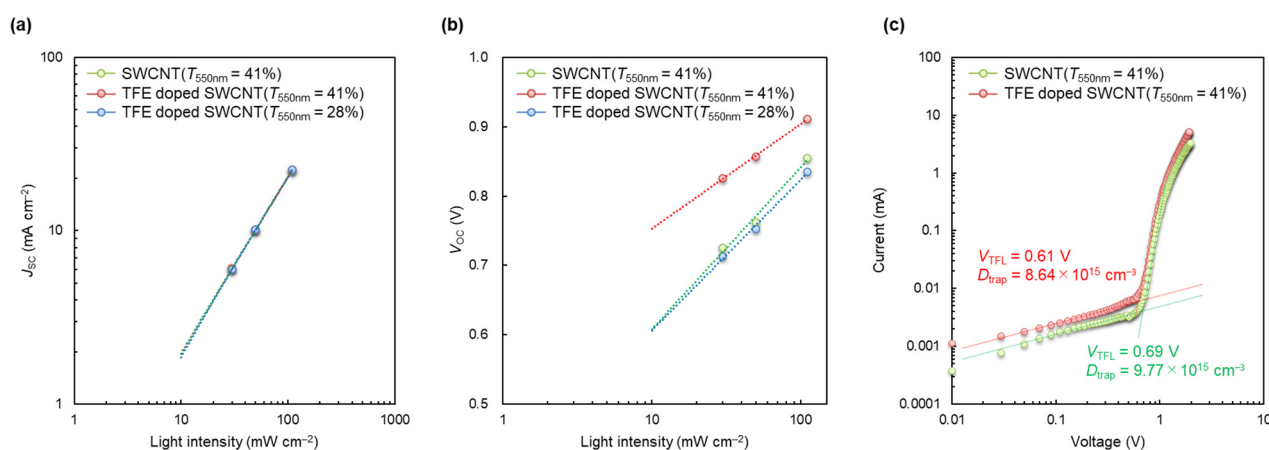 (a)
100
SWCNT(T550nm = 41%)
TFE doped SWCNT(T550nm = 41%)
TFE doped SWCNT(T550nm = 28%)
JSC (mA cm−2)
10
1
1
10
100
1000
Light intensity (mW cm−2)
(b)
1.0
SWCNT(T550nm = 41%)
TFE doped SWCNT(T550nm = 41%)
TFE doped SWCNT(T550nm = 28%)
0.9
0.8
VOC (V)
0.7
0.6
0.5
1
10
100
Light intensity (mW cm−2)
(c)
100
SWCNT(T550nm = 41%)
TFE doped SWCNT(T550nm = 41%)
10
1
Current (mA)
0.1
VTFL = 0.61 V
Dtrap = 8.64 × 1015 cm−3
0.01
0.001
VTFL = 0.69 V
Dtrap = 9.77 × 1015 cm−3
0.0001
0.01
0.1
1
10
Voltage (V)